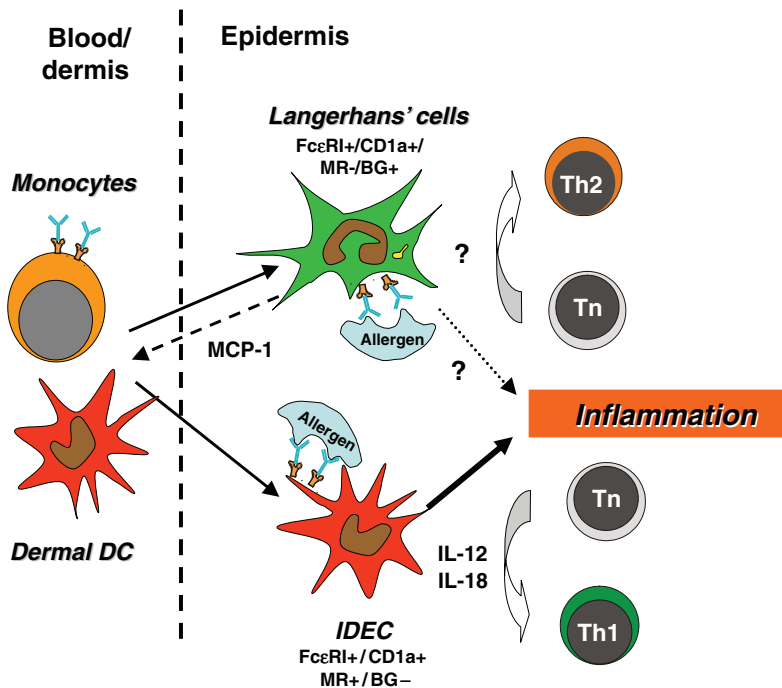 Blood/
dermis
Epidermis
Langerhans’ cells
FcεRI+/CD1a+/
MR-/BG+
Monocytes
Th2
?
Tn
Allergen
MCP-1
?
Inflammation
Allergen
Tn
Dermal DC
IL-12
IL-18
Th1
IDEC
FcεRI+/CD1a+
MR+/BG–